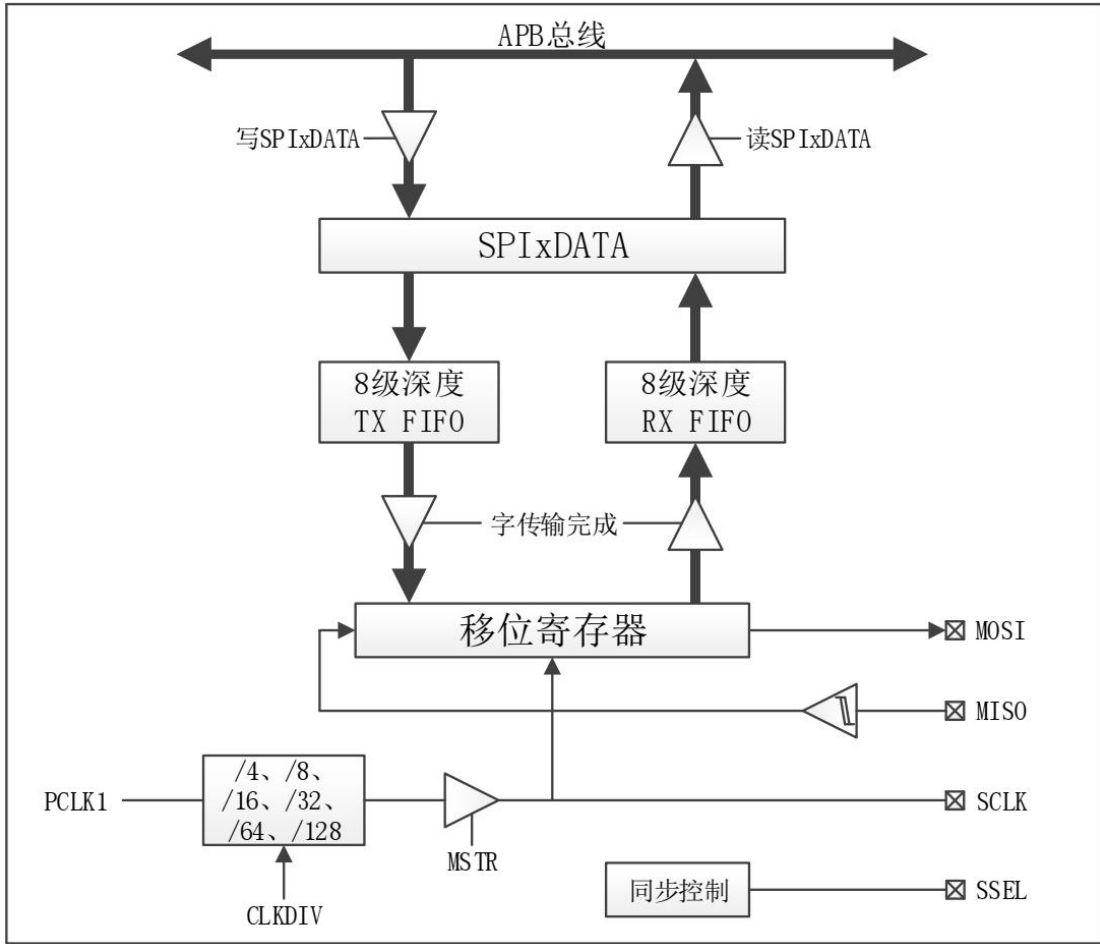 APB总线
写SPIxDATA
读SPIxDATA
SPIxDATA
8级深度
TX FIFO
8级深度
RX FIFO
字传输完成
移位寄存器
MOSI
MISO
/4、/8、
/16、/32、
/64、/128
PCLK1
SCLK
MSTR
同步控制
SSEL
CLKDIV